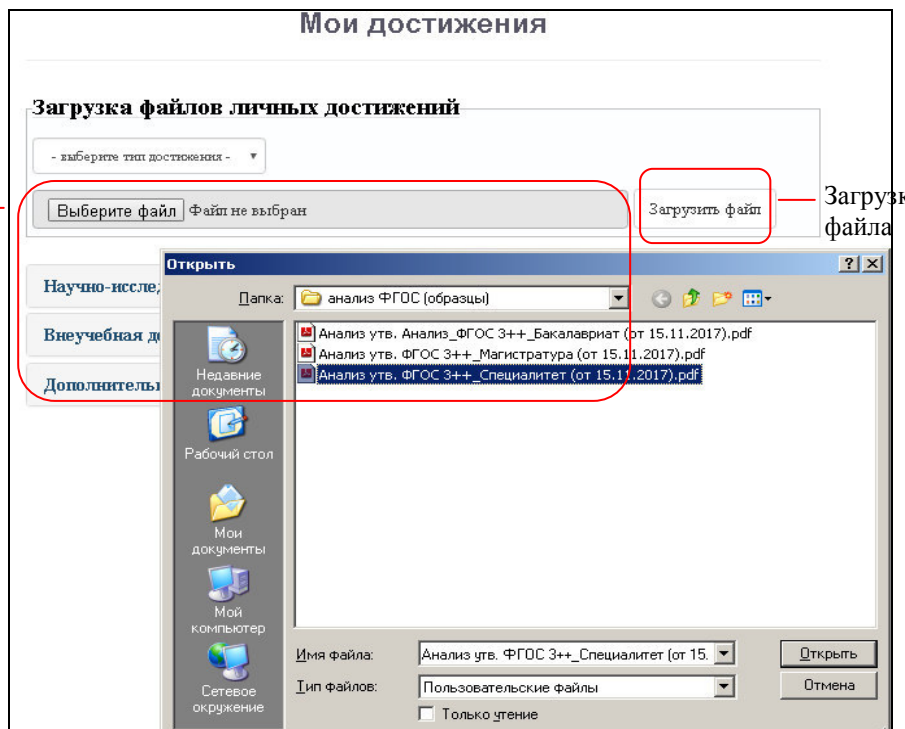 Мои достижения
Загрузка файлов личных достижений
- выберите тип достижения -
Выберите файл Файл не выбран
Загрузить файл
Загрузк
файла
Открыть
Научно-иссле
Папка: анализ ФГОС (образцы)
Внеучебная д
Дополнитель
Анализ утв. Анализ_ФГОС 3++_Бакалавриат (от 15.11.2017).pdf
Анализ утв. ФГОС 3++_Магистратура (от 15.11.2017).pdf
Анализ утв. ФГОС 3++_Специалитет (от 15.11.2017).pdf
Недавние
документы
Рабочий стол
Мои
документы
Мой
компьютер
Сетевое
окружение
Имя файла: Анализ утв. ФГОС 3++_Специалитет (от 15. Открыть
Тип файлов: Пользовательские файлы Отмена
Только чтение